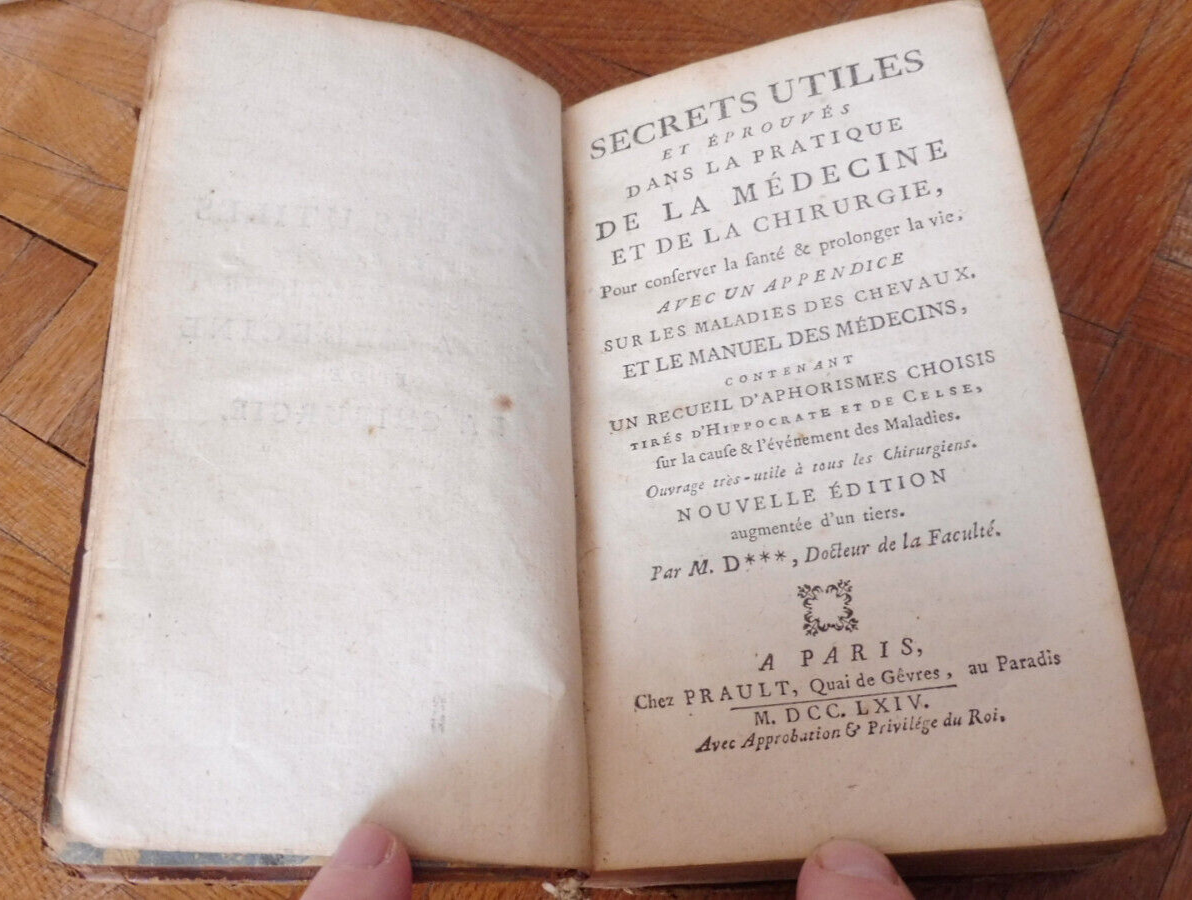 SECRETS UTILES
ET ÉPROUVÉS
DANS LA PRATIQUE
DE LA MÉDECINE
ET DE LA CHIRURGIE,
Pour conſerver la ſanté & prolonger la vie;
AVEC UN APPENDICE
SUR LES MALADIES DES CHEVAUX.
ET LE MANUEL DES MÉDECINS,
CONTENANT
UN RECUEIL D'APHORISMES CHOISIS
TIRÉS D'HIPPOCRATE ET DE CELSE,
ſur la cauſe & l'événement des Maladies.
Ouvrage très-utile à tous les Chirurgiens.
NOUVELLE ÉDITION
augmentée d'un tiers.
Par M. D***, Docteur de la Faculté.
A PARIS,
Chez PRAULT, Quai de Gêvres, au Paradis
M. DCC. LXIV.
Avec Approbation & Privilége du Roi.